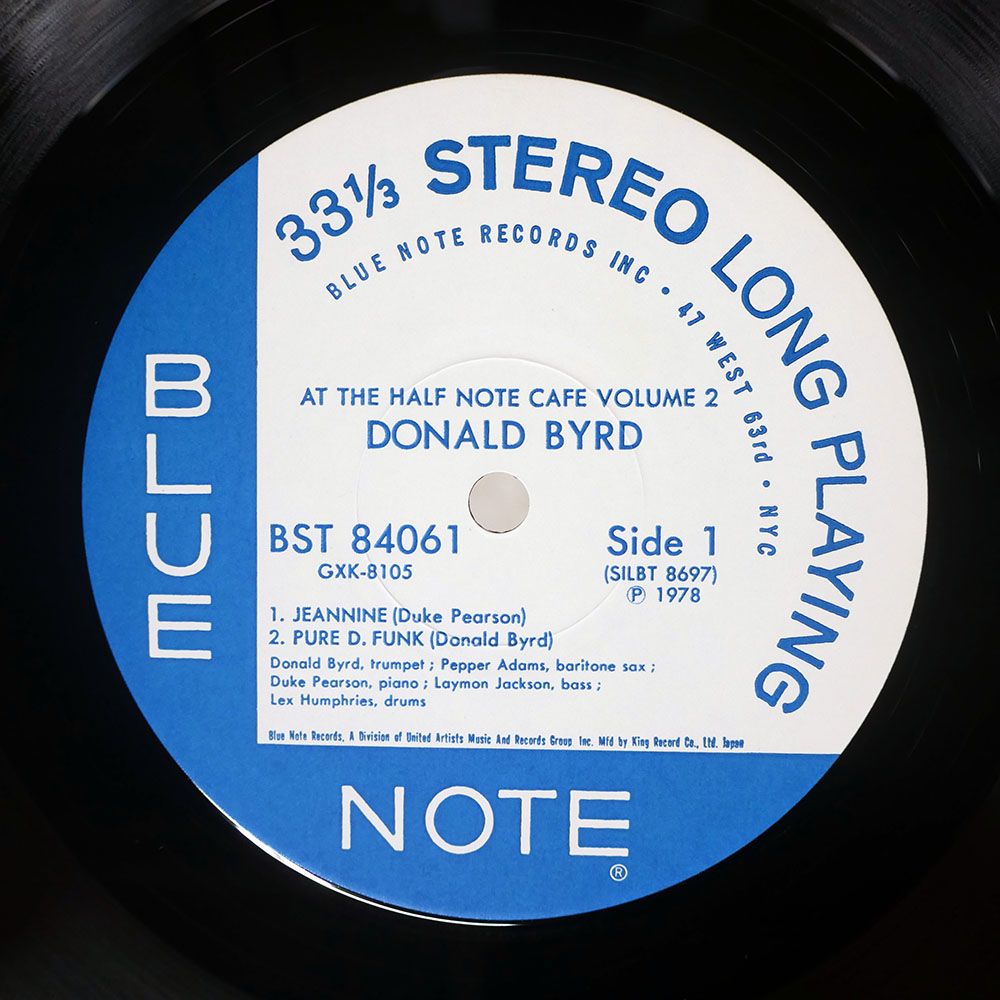 33⅓ STEREO LONG PLAYING
BLUE NOTE RECORDS INC • 47 WEST 63rd • NYC
AT THE HALF NOTE CAFE VOLUME 2
DONALD BYRD
BST 84061
GXK-8105
Side 1
(SILBT 8697)
℗ 1978
1. JEANNINE (Duke Pearson)
2. PURE D. FUNK (Donald Byrd)
Donald Byrd, trumpet ; Pepper Adams, baritone sax ;
Duke Pearson, piano ; Laymon Jackson, bass ;
Lex Humphries, drums
Blue Note Records, A Division of United Artists Music And Records Group Inc. Mfd by King Record Co., Ltd. Japan
BLUE
NOTE
®